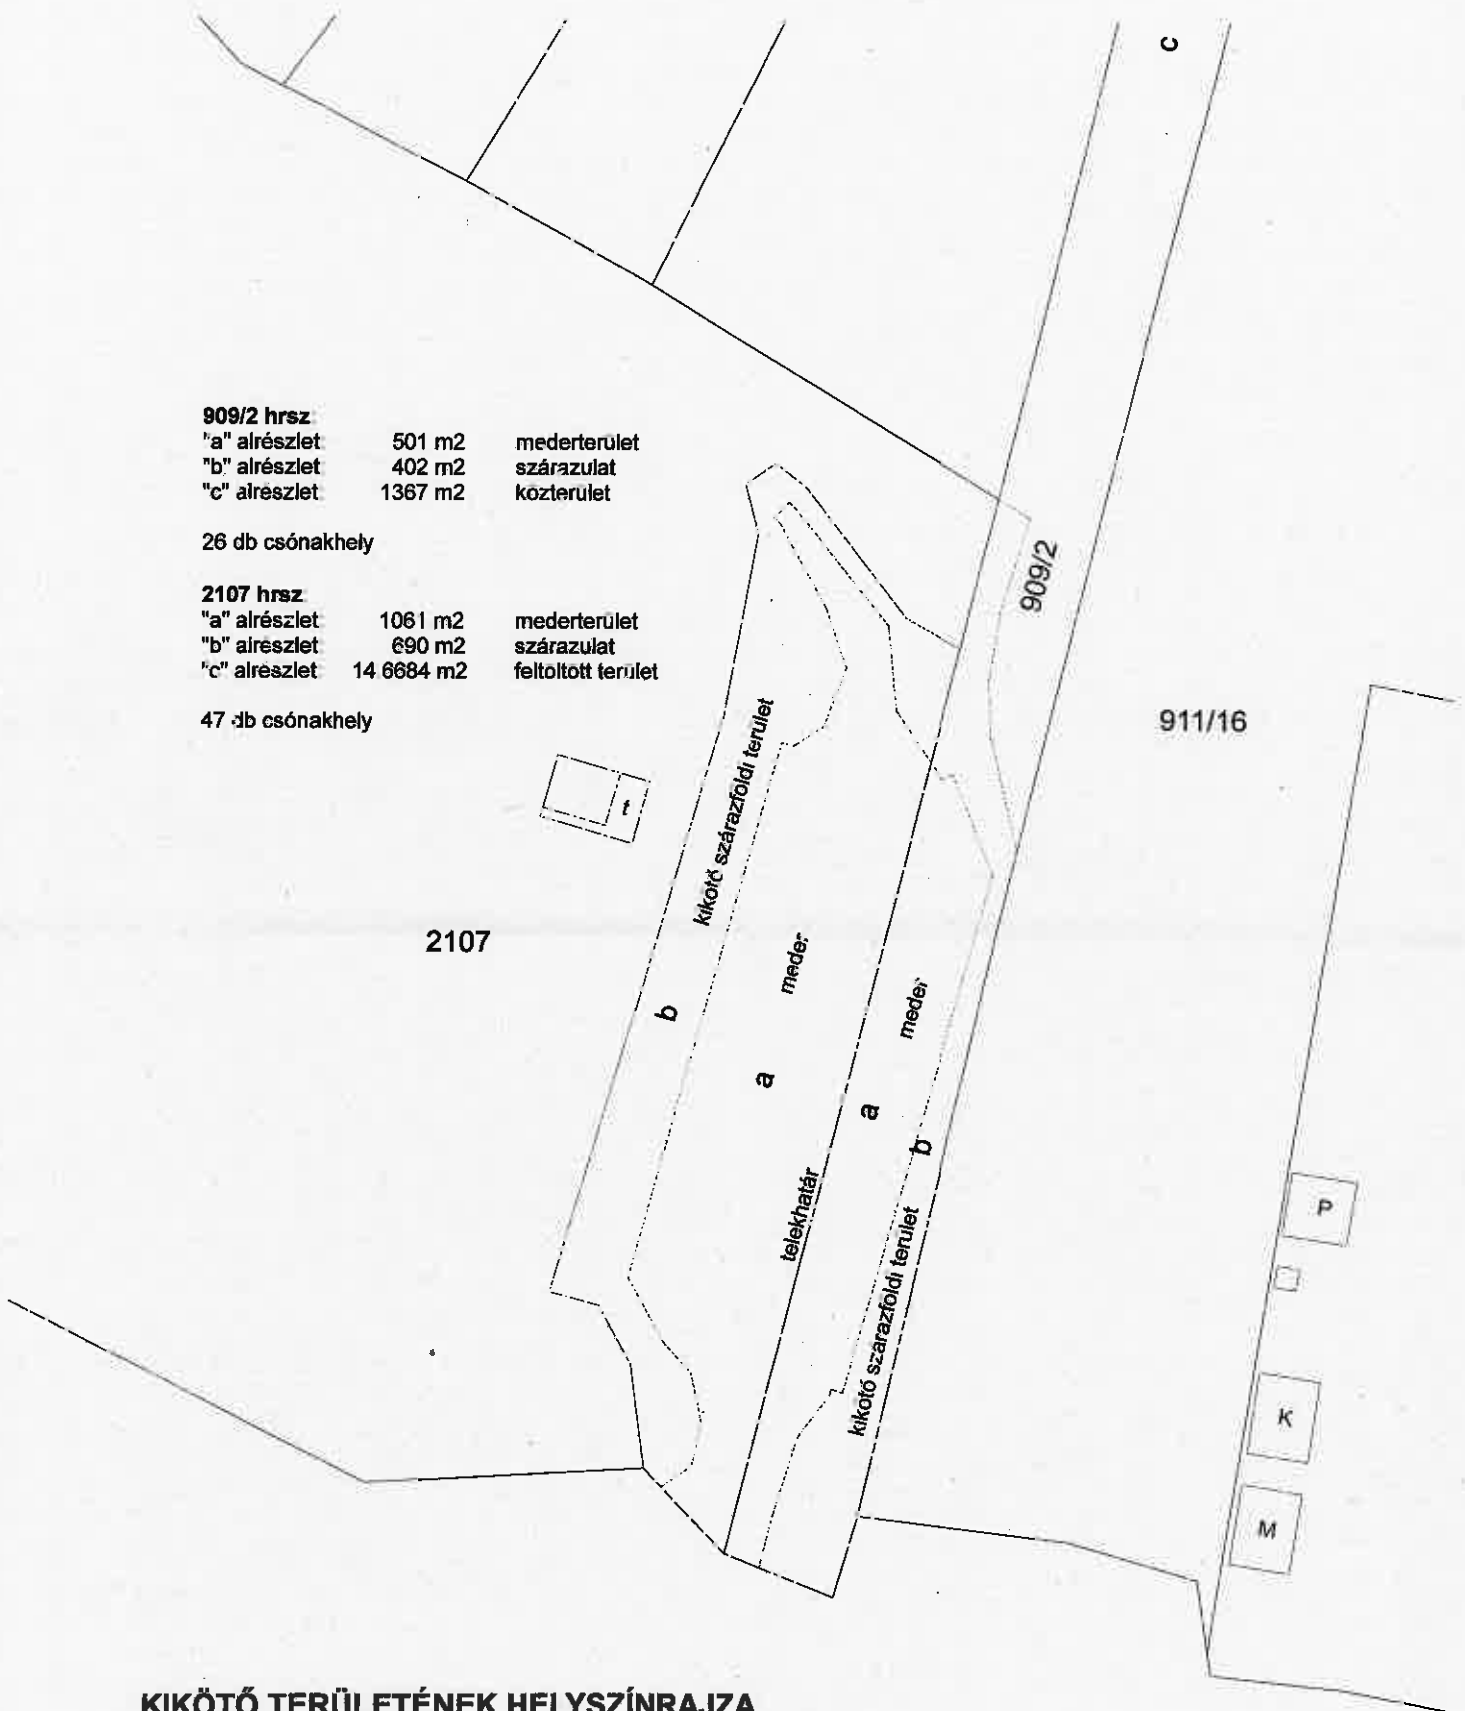 c
909/2 hrsz:
"a" alrészlet: 501 m2 mederterület
"b" alrészlet: 402 m2 szárazulat
"c" alrészlet: 1367 m2 közterület
26 db csónakhely
2107 hrsz:
"a" alrészlet: 1061 m2 mederterület
"b" alrészlet: 690 m2 szárazulat
"c" alrészlet: 14 6684 m2 feltöltött terület
47 db csónakhely
909/2
911/16
kikötő szárazföldi terület
t
2107
meder
meder
b
a
a
b
telekhatár
kikötő szárazföldi terület
P
K
M
KIKÖTŐ TERÜLETÉNEK HELYSZÍNRAJZA